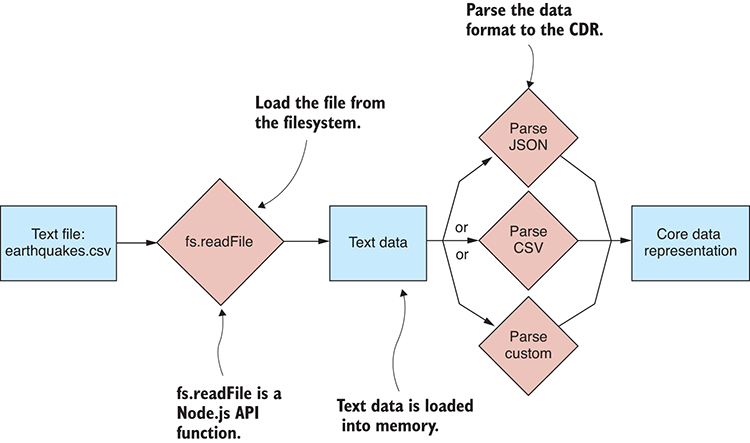 Parse the data
format to the CDR.
Load the file from
the filesystem.
Parse
JSON
Text file:
earthquakes.csv
fs.readFile
Text data
or
or
Parse
CSV
Core data
representation
Parse
custom
fs.readFile is a
Node.js API
function.
Text data is loaded
into memory.